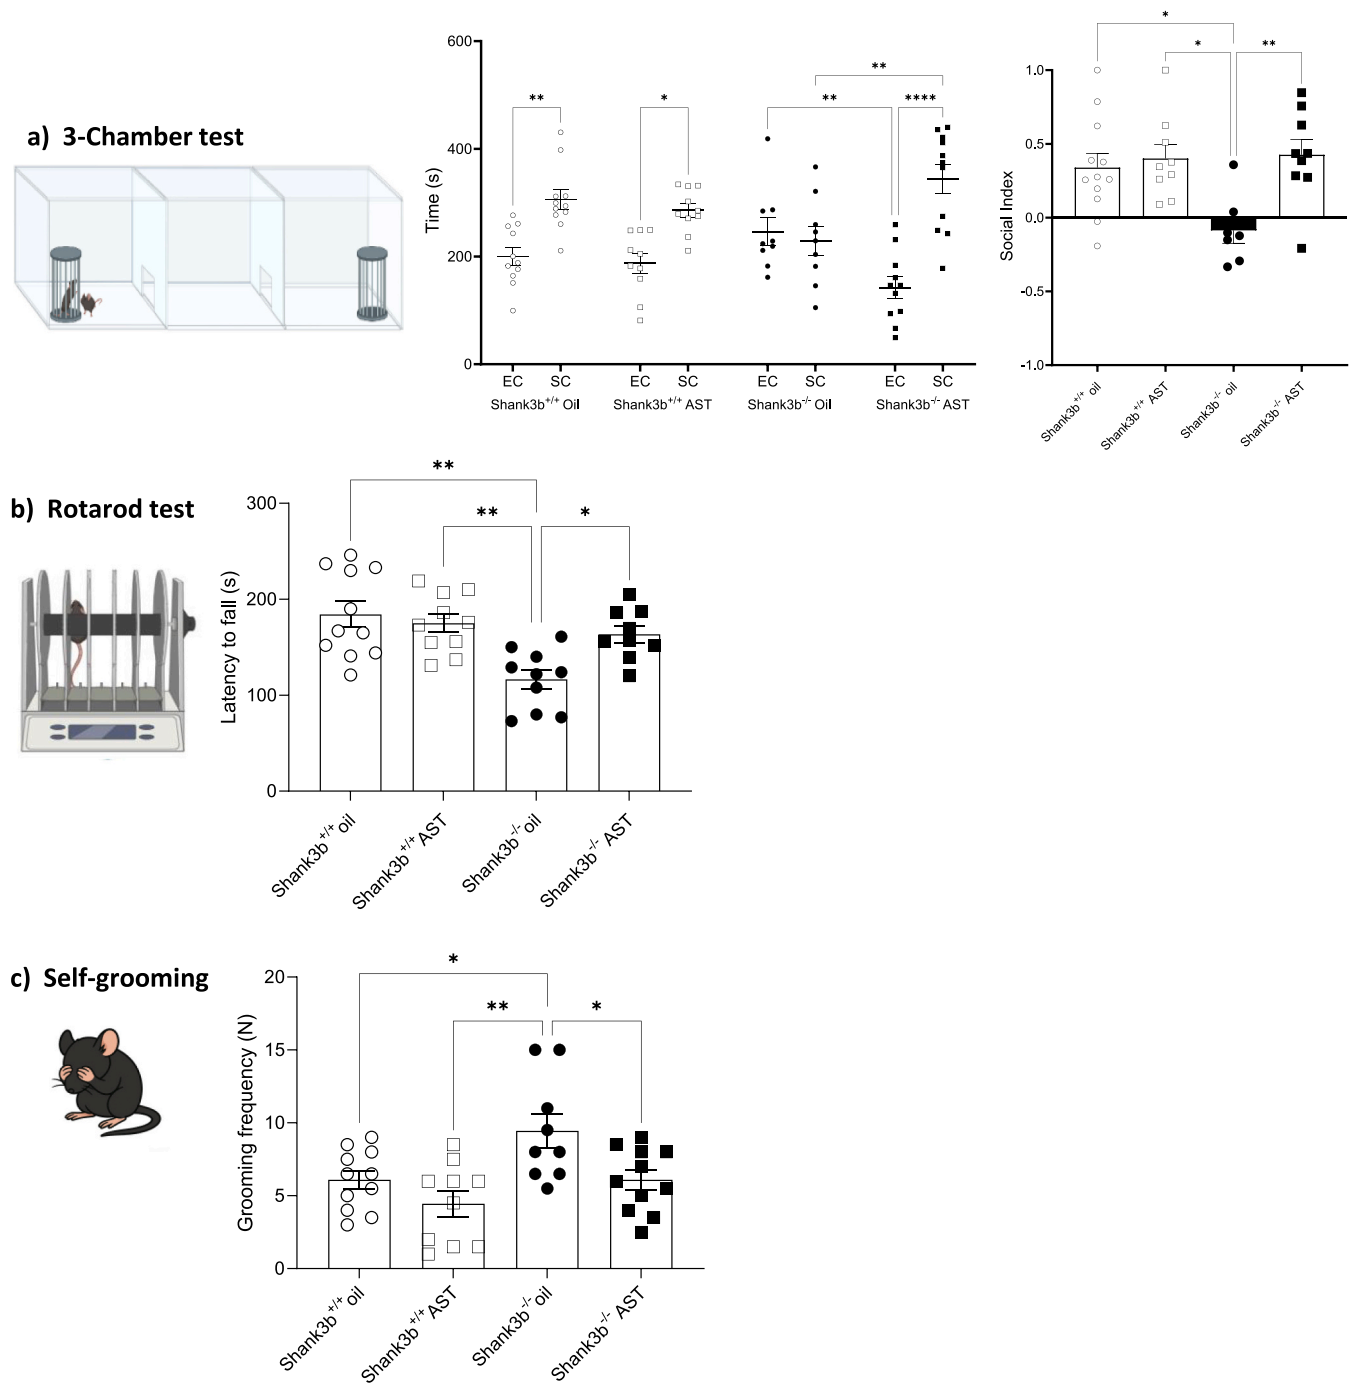 a) 3-Chamber test
600
400
200
0
Time (s)
** * ** ** ****
EC SC EC SC EC SC EC SC
Shank3b+/+ Oil Shank3b+/+ AST Shank3b-/- Oil Shank3b-/- AST
* * **
1.0
0.5
0.0
-0.5
-1.0
Social Index
Shank3b+/+ oil
Shank3b+/+ AST
Shank3b-/- oil
Shank3b-/- AST
b) Rotarod test
** ** *
300
200
100
0
Latency to fall (s)
Shank3b+/+ oil
Shank3b+/+ AST
Shank3b-/- oil
Shank3b-/- AST
c) Self-grooming
* ** *
20
15
10
5
0
Grooming frequency (N)
Shank3b+/+ oil
Shank3b+/+ AST
Shank3b-/- oil
Shank3b-/- AST